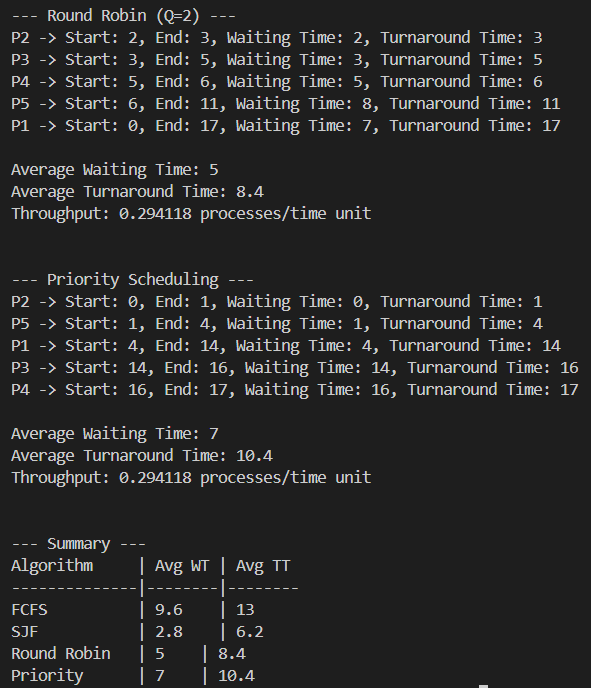 --- Round Robin (Q=2) ---
P2 -> Start: 2, End: 3, Waiting Time: 2, Turnaround Time: 3
P3 -> Start: 3, End: 5, Waiting Time: 3, Turnaround Time: 5
P4 -> Start: 5, End: 6, Waiting Time: 5, Turnaround Time: 6
P5 -> Start: 6, End: 11, Waiting Time: 8, Turnaround Time: 11
P1 -> Start: 0, End: 17, Waiting Time: 7, Turnaround Time: 17
Average Waiting Time: 5
Average Turnaround Time: 8.4
Throughput: 0.294118 processes/time unit
--- Priority Scheduling ---
P2 -> Start: 0, End: 1, Waiting Time: 0, Turnaround Time: 1
P5 -> Start: 1, End: 4, Waiting Time: 1, Turnaround Time: 4
P1 -> Start: 4, End: 14, Waiting Time: 4, Turnaround Time: 14
P3 -> Start: 14, End: 16, Waiting Time: 14, Turnaround Time: 16
P4 -> Start: 16, End: 17, Waiting Time: 16, Turnaround Time: 17
Average Waiting Time: 7
Average Turnaround Time: 10.4
Throughput: 0.294118 processes/time unit
--- Summary ---
Algorithm     | Avg WT | Avg TT
--------------|--------|--------
FCFS          | 9.6    | 13
SJF           | 2.8    | 6.2
Round Robin   | 5    | 8.4
Priority      | 7    | 10.4